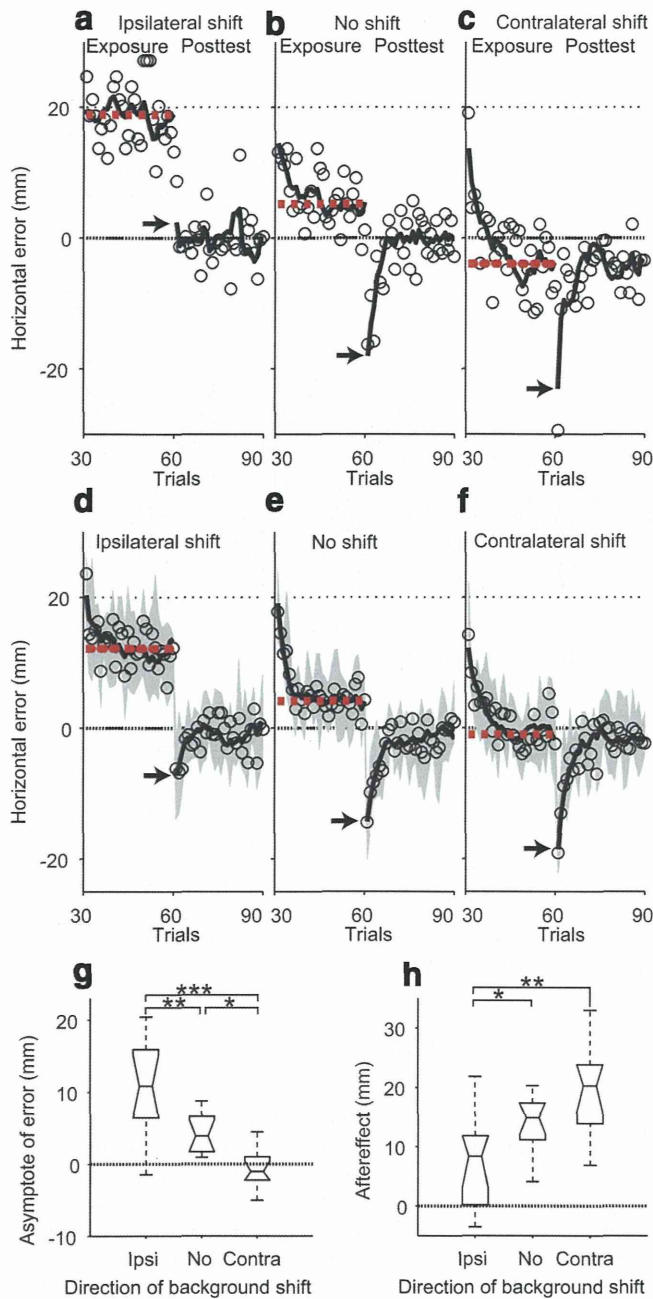 a Ipsilateral shift b No shift c Contralateral shift
Exposure Posttest Exposure Posttest Exposure Posttest
20
0
-20
Horizontal error (mm)
30 60 90 30 60 90 30 60 90
Trials Trials Trials
d e f
Ipsilateral shift No shift Contralateral shift
20
0
-20
Horizontal error (mm)
30 60 90 30 60 90 30 60 90
Trials Trials Trials
g h
*** **
** * *
20
10
0
-10
Asymptote of error (mm)
30
20
10
0
Aftereffect (mm)
Ipsi No Contra Ipsi No Contra
Direction of background shift Direction of background shift